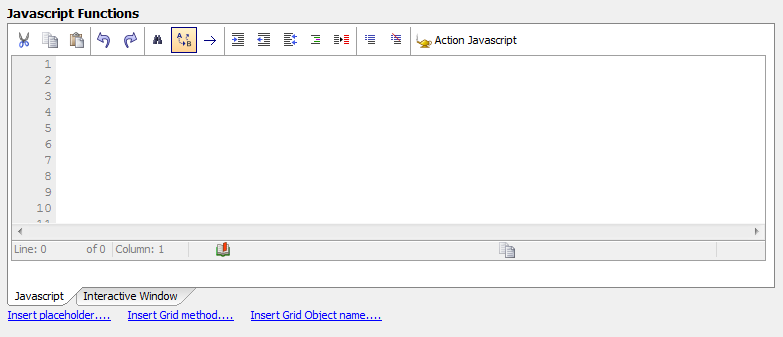 Javascript Functions
A B Action Javascript
1
2
3
4
5
6
7
8
9
10
11
Line: 0 of 0 Column: 1
Javascript Interactive Window
Insert placeholder.... Insert Grid method.... Insert Grid Object name....